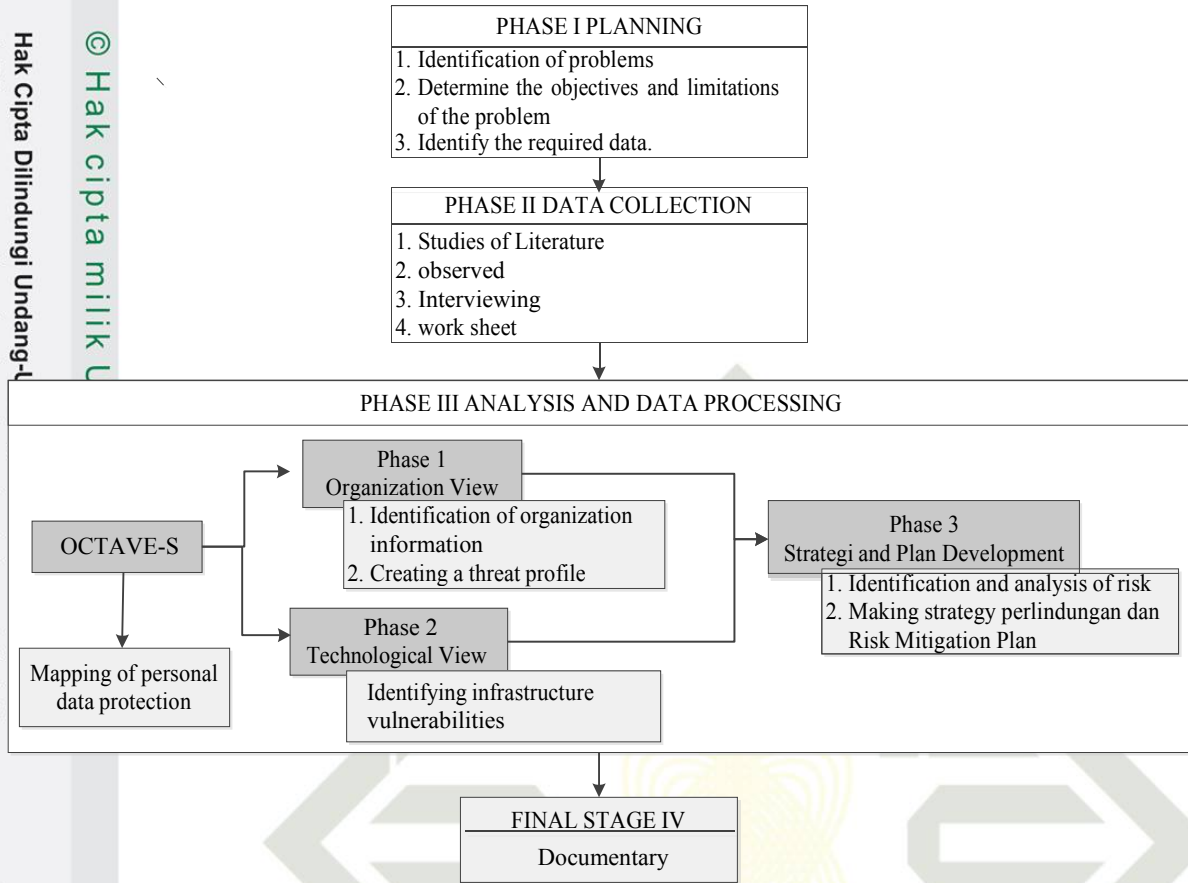 © Hak cipta milik U
Hak Cipta Dilindungi Undang-U
PHASE I PLANNING
1. Identification of problems
2. Determine the objectives and limitations
of the problem
3. Identify the required data.
PHASE II DATA COLLECTION
1. Studies of Literature
2. observed
3. Interviewing
4. work sheet
PHASE III ANALYSIS AND DATA PROCESSING
OCTAVE-S
Mapping of personal
data protection
Phase 1
Organization View
1. Identification of organization
information
2. Creating a threat profile
Phase 2
Technological View
Identifying infrastructure
vulnerabilities
Phase 3
Strategi and Plan Development
1. Identification and analysis of risk
2. Making strategy perlindungan dan
Risk Mitigation Plan
FINAL STAGE IV
Documentary